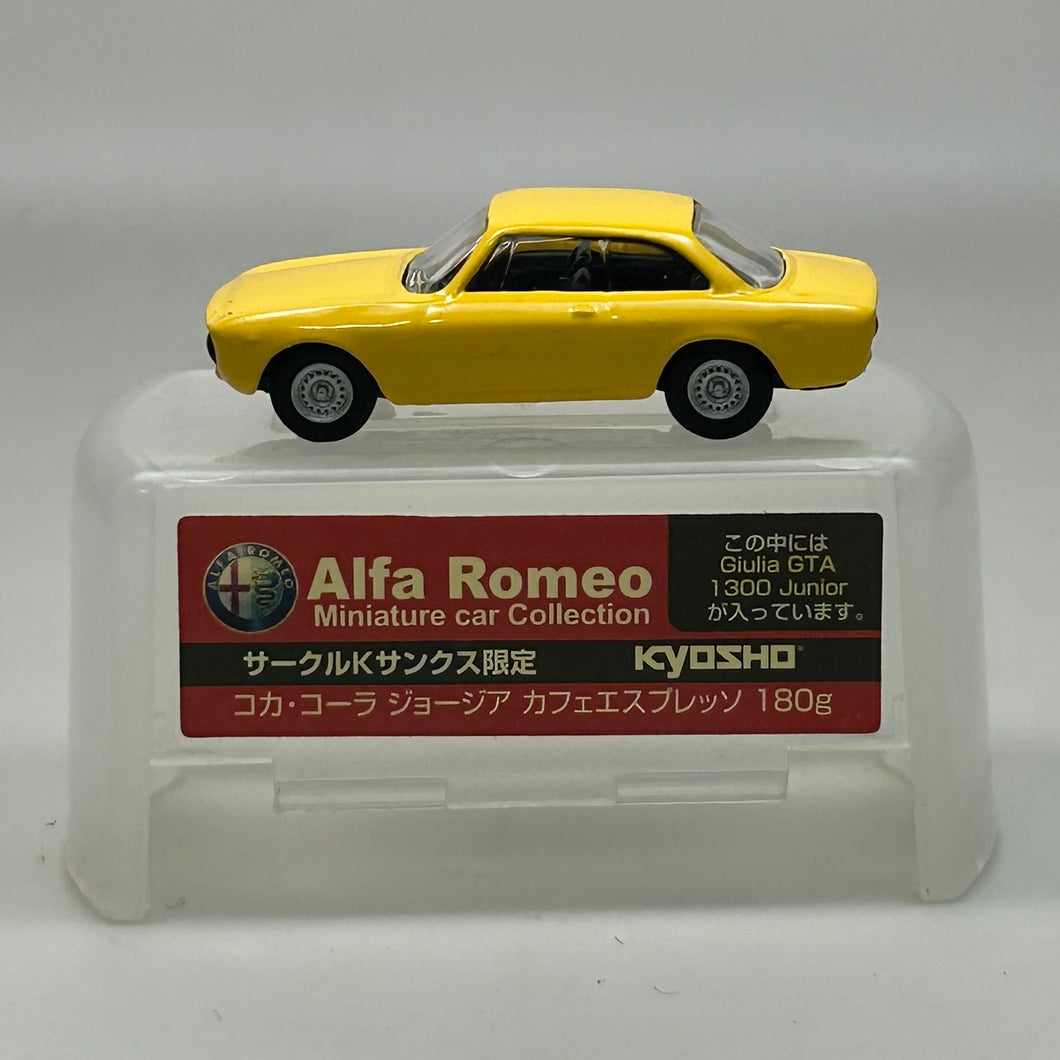 ALFA ROMEO
Alfa Romeo
Miniature car Collection
この中には
Giulia GTA
1300 Junior
が入っています。
サークルKサンクス限定
KYOSHO
コカ・コーラ ジョージア カフェエスプレッソ 180g